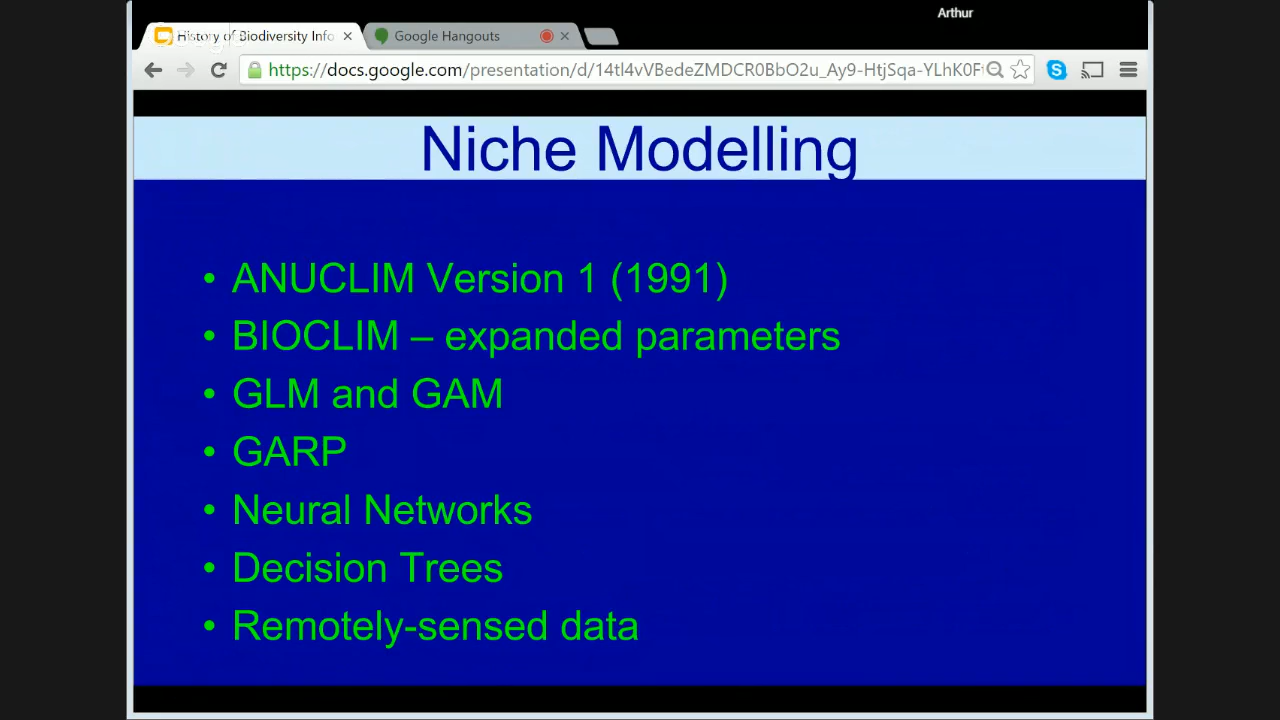 Arthur
History of Biodiversity Info
Google Hangouts
https://docs.google.com/presentation/d/14tl4vVBedeZMDCR0BbO2u_Ay9-HtjSqa-YLhK0F
Niche Modelling
• ANUCLIM Version 1 (1991)
• BIOCLIM – expanded parameters
• GLM and GAM
• GARP
• Neural Networks
• Decision Trees
• Remotely-sensed data